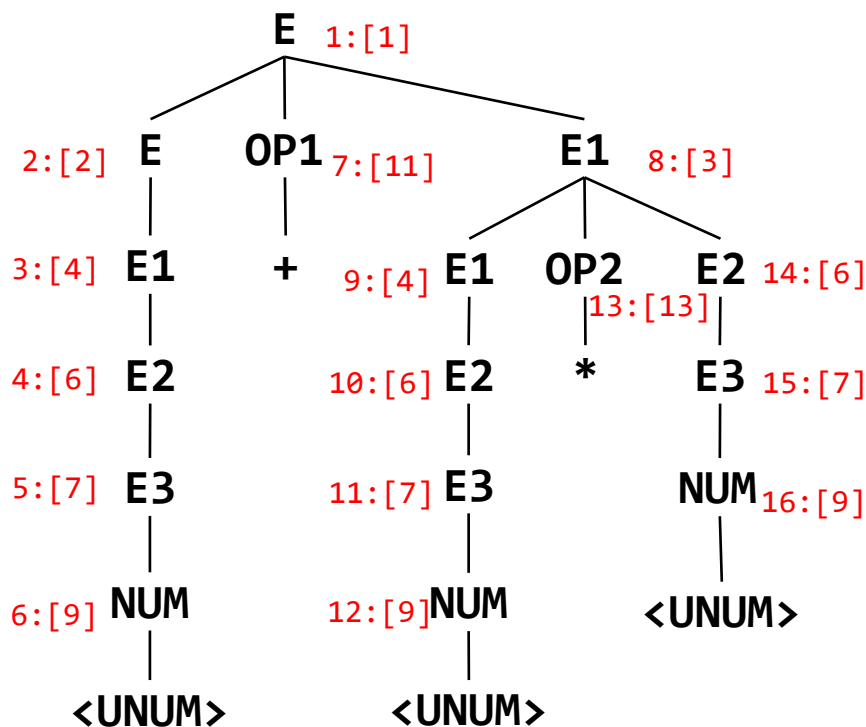 E 1:[1]
2:[2] E OP1 7:[11] E1 8:[3]
3:[4] E1 + 9:[4] E1 OP2 E2 14:[6]
13:[13]
4:[6] E2 10:[6] E2 * E3 15:[7]
5:[7] E3 11:[7] E3 NUM 16:[9]
6:[9] NUM 12:[9] NUM <UNUM>
<UNUM> <UNUM>